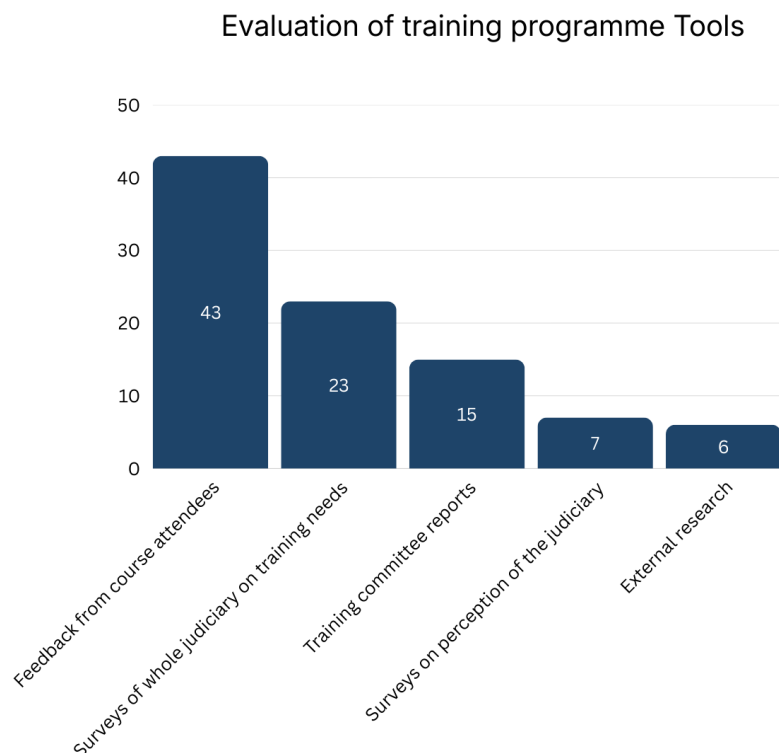 Evaluation of training programme Tools
50
40
30
20
10
0
43
23
15
7
6
Feedback from course attendees
Surveys of whole judiciary on training needs
Training committee reports
Surveys on perception of the judiciary
External research